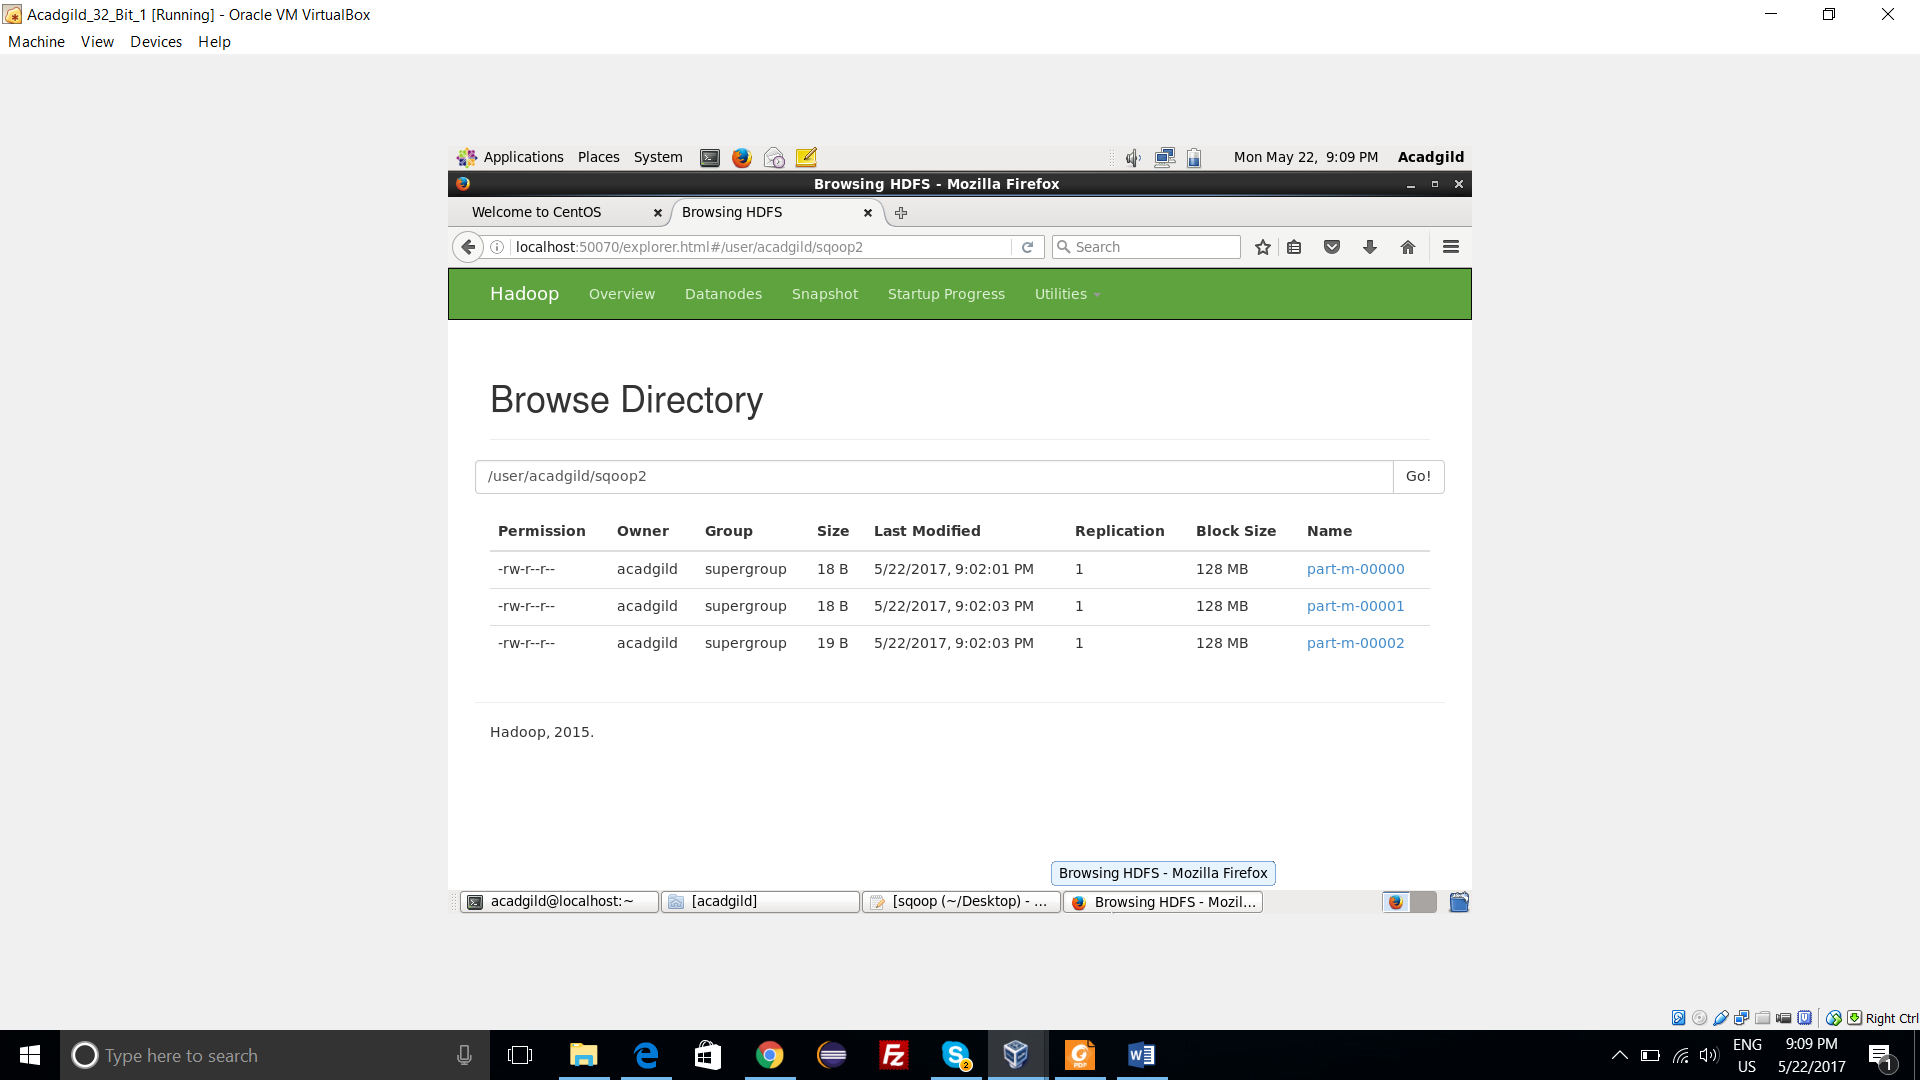 Acadgild_32_Bit_1 [Running] - Oracle VM VirtualBox
Machine View Devices Help
Applications Places System Mon May 22, 9:09 PM Acadgild
Browsing HDFS - Mozilla Firefox
Welcome to CentOS Browsing HDFS
localhost:50070/explorer.html#/user/acadgild/sqoop2 Search
Hadoop Overview Datanodes Snapshot Startup Progress Utilities
Browse Directory
/user/acadgild/sqoop2 Go!
Permission Owner Group Size Last Modified Replication Block Size Name
-rw-r--r-- acadgild supergroup 18 B 5/22/2017, 9:02:01 PM 1 128 MB part-m-00000
-rw-r--r-- acadgild supergroup 18 B 5/22/2017, 9:02:03 PM 1 128 MB part-m-00001
-rw-r--r-- acadgild supergroup 19 B 5/22/2017, 9:02:03 PM 1 128 MB part-m-00002
Hadoop, 2015.
Browsing HDFS - Mozilla Firefox
acadgild@localhost:~ [acadgild] [sqoop (~/Desktop) - ... Browsing HDFS - Mozil...
Right Ctrl
Type here to search
ENG
US
9:09 PM
5/22/2017
1
2